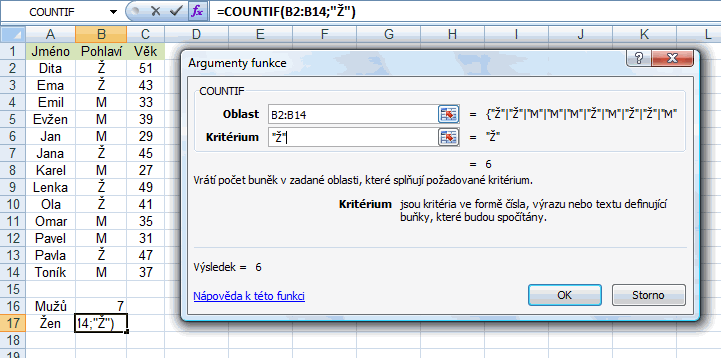 COUNTIF =COUNTIF(B2:B14;"Ž")
A B C D E F G H I J K L
1 Jméno Pohlaví Věk
2 Dita Ž 51
3 Ema Ž 43
4 Emil M 33
5 Evžen M 39
6 Jan M 29
7 Jana Ž 45
8 Karel M 27
9 Lenka Ž 49
10 Ola Ž 41
11 Omar M 35
12 Pavel M 31
13 Pavla Ž 47
14 Toník M 37
15
16 Mužů 7
17 Žen 14;"Ž")
18
19
Argumenty funkce
COUNTIF
Oblast B2:B14 = {"Ž"|"Ž"|"M"|"M"|"M"|"Ž"|"M"|"Ž"|"Ž"|"M"
Kritérium "Ž" = "Ž"
= 6
Vrátí počet buněk v zadané oblasti, které splňují požadované kritérium.
Kritérium jsou kritéria ve formě čísla, výrazu nebo textu definující
buňky, které budou spočítány.
Výsledek = 6
Nápověda k této funkci
OK Storno